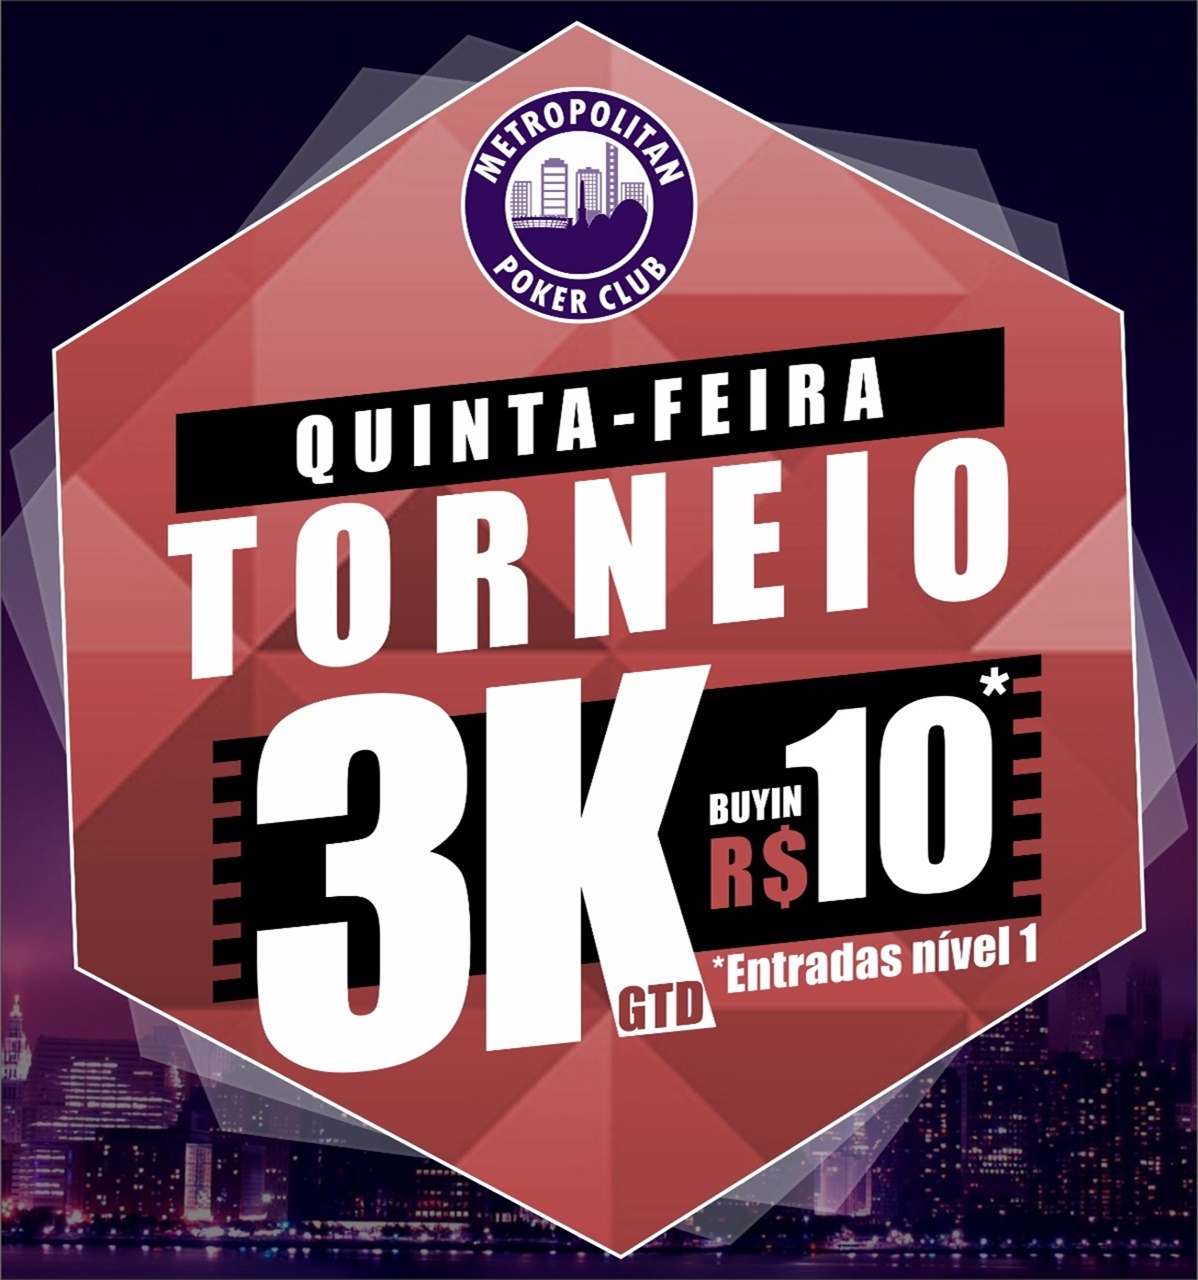 METROPOLITAN
POKER CLUB
QUINTA-FEIRA
TORNEIO
3K
GTD
BUYIN
R$10*
*Entradas nível 1